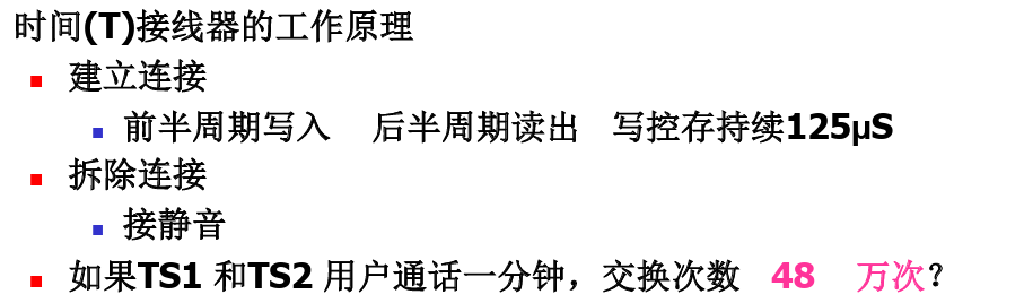 时间(T)接线器的工作原理
建立连接
前半周期写入 后半周期读出 写控存持续125μS
拆除连接
接静音
如果TS1 和TS2 用户通话一分钟，交换次数 48 万次？